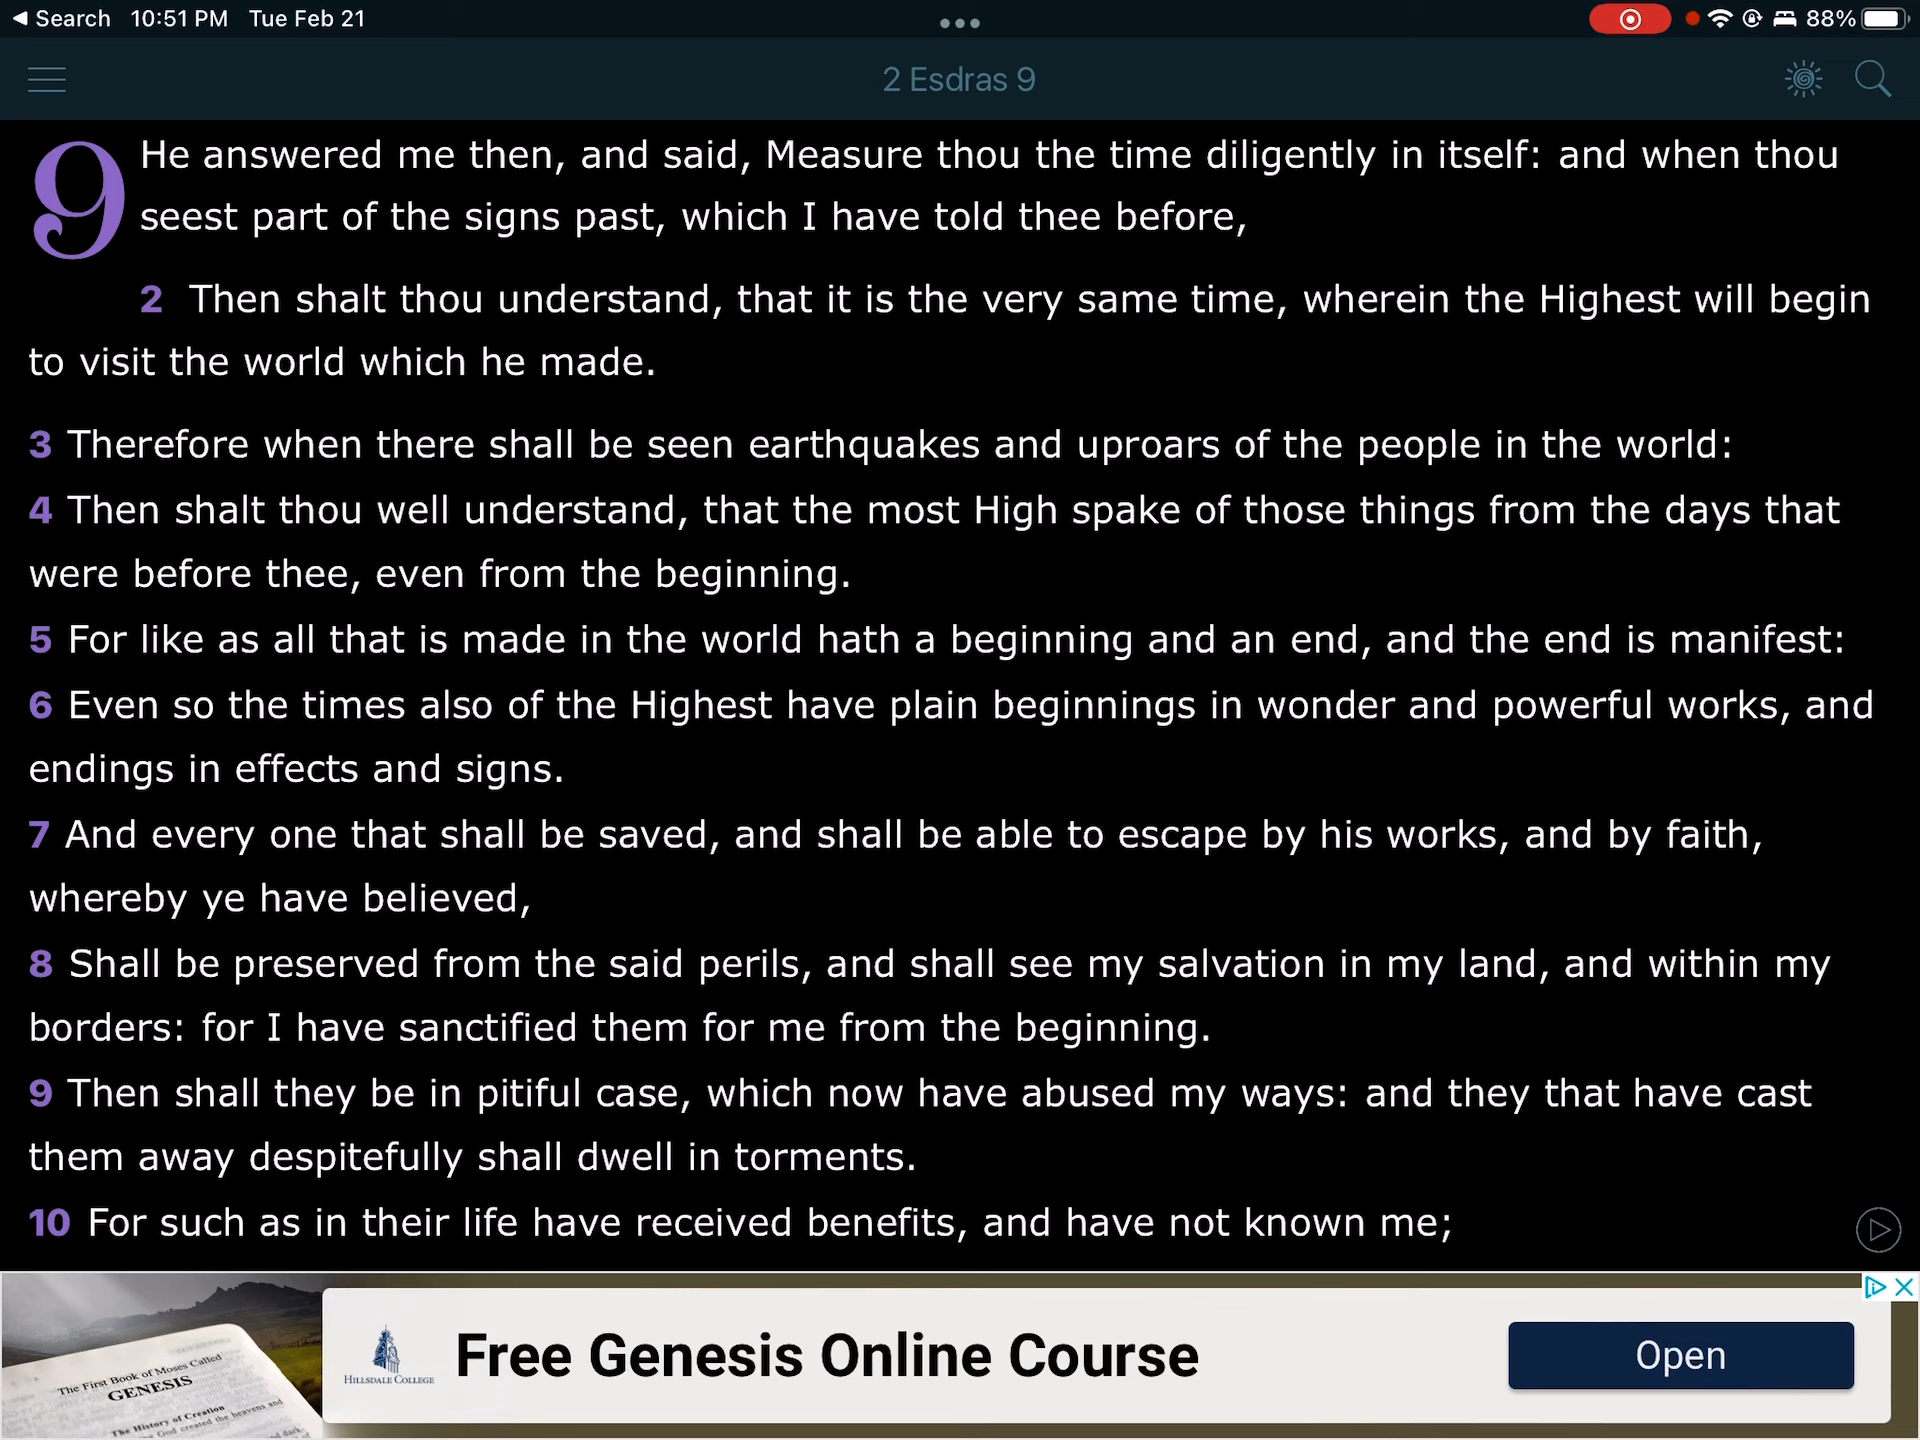 Search 10:51 PM Tue Feb 21
88%
2 Esdras 9
9 He answered me then, and said, Measure thou the time diligently in itself: and when thou
seest part of the signs past, which I have told thee before,
2 Then shalt thou understand, that it is the very same time, wherein the Highest will begin
to visit the world which he made.
3 Therefore when there shall be seen earthquakes and uproars of the people in the world:
4 Then shalt thou well understand, that the most High spake of those things from the days that
were before thee, even from the beginning.
5 For like as all that is made in the world hath a beginning and an end, and the end is manifest:
6 Even so the times also of the Highest have plain beginnings in wonder and powerful works, and
endings in effects and signs.
7 And every one that shall be saved, and shall be able to escape by his works, and by faith,
whereby ye have believed,
8 Shall be preserved from the said perils, and shall see my salvation in my land, and within my
borders: for I have sanctified them for me from the beginning.
9 Then shall they be in pitiful case, which now have abused my ways: and they that have cast
them away despitefully shall dwell in torments.
10 For such as in their life have received benefits, and have not known me;
The First Book of Moses Called
GENESIS
The History of Creation
God created the heavens and
HILLSDALE COLLEGE
Free Genesis Online Course
Open